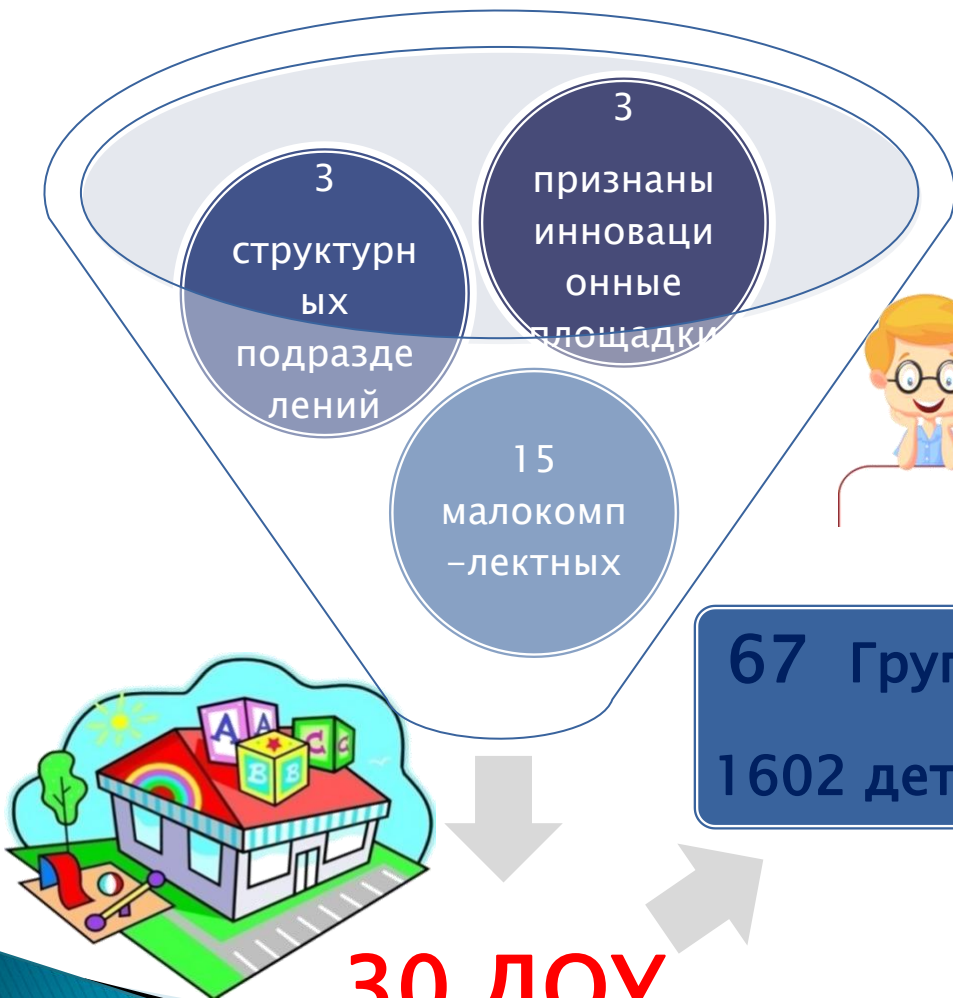 3
признаны
инноваци
онные
площадки
3
структурн
ых
подразде
лений
15
малокомп
-лектных
67 Груп
1602 дет
A A C C
B B
30 ДОУ